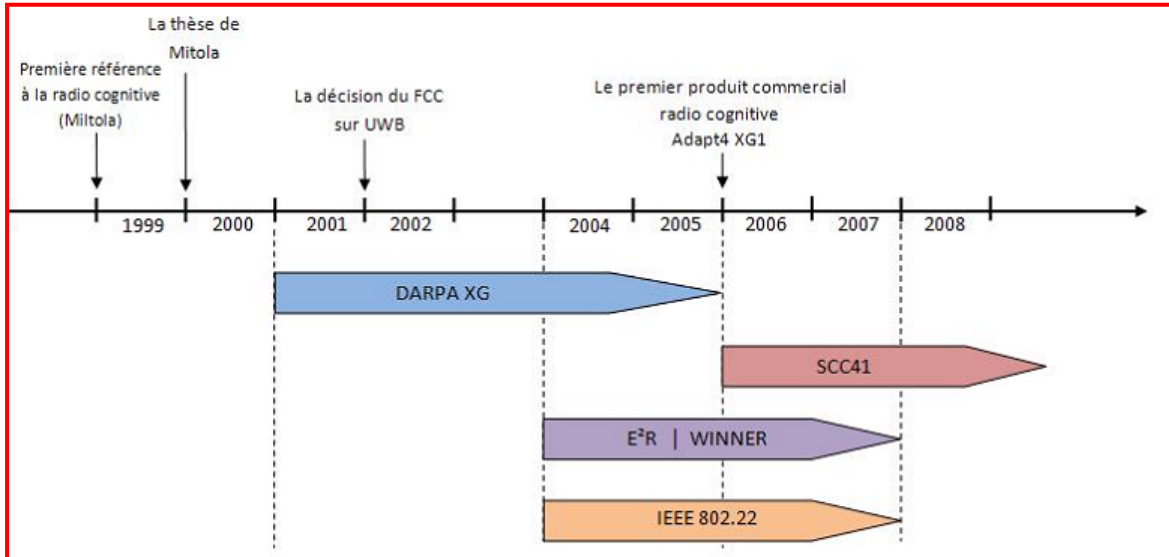 La thèse de
Mitola
Première référence
à la radio cognitive
(Miltola)
La décision du FCC
sur UWB
Le premier produit commercial
radio cognitive
Adapt4 XG1
1999
2000
2001
2002
2004
2005
2006
2007
2008
DARPA XG
SCC41
E²R | WINNER
IEEE 802.22